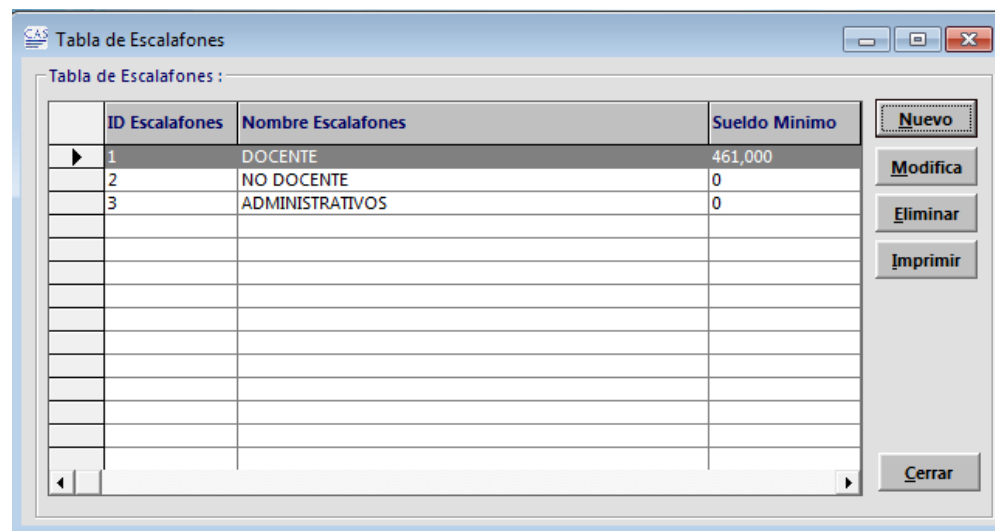 CAS Tabla de Escalafones
Tabla de Escalafones :
ID Escalafones Nombre Escalafones Sueldo Minimo
1 DOCENTE 461,000
2 NO DOCENTE 0
3 ADMINISTRATIVOS 0
Nuevo
Modifica
Eliminar
Imprimir
Cerrar